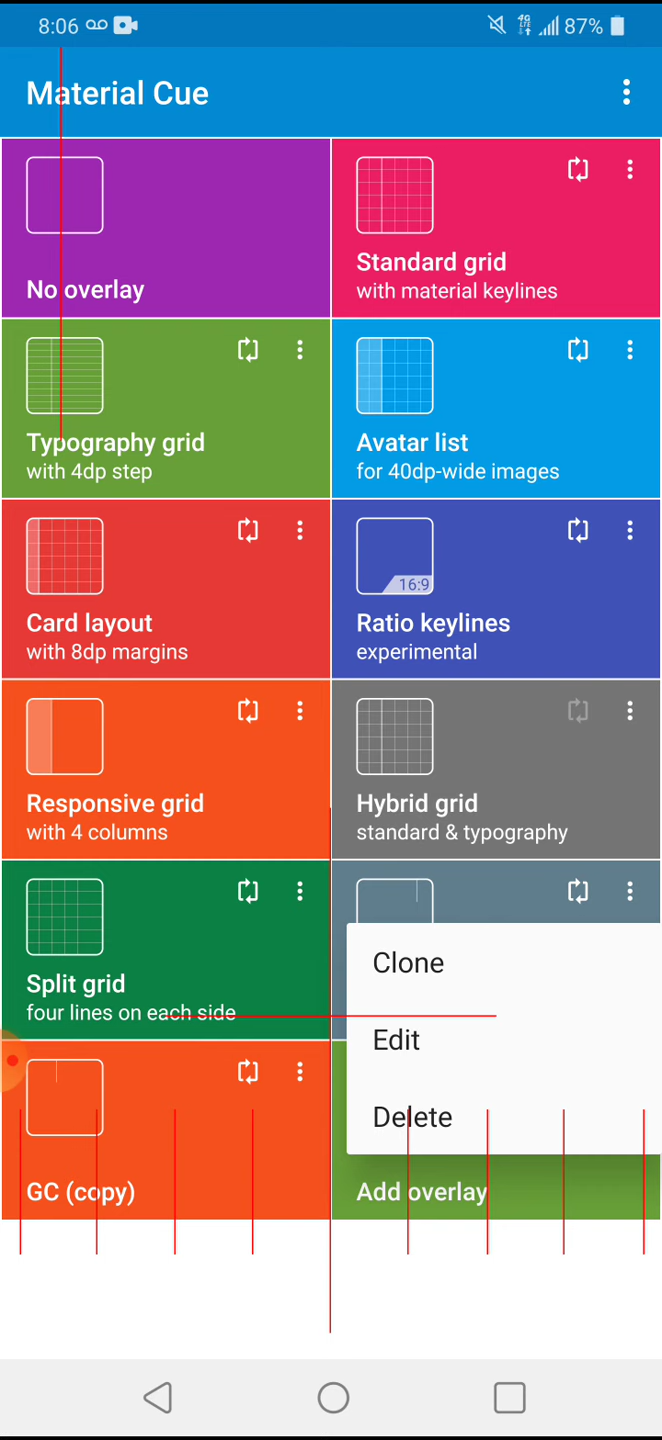 8:06 4G LTE 87%
Material Cue
No overlay
Standard grid
with material keylines
Typography grid
with 4dp step
Avatar list
for 40dp-wide images
Card layout
with 8dp margins
16:9
Ratio keylines
experimental
Responsive grid
with 4 columns
Hybrid grid
standard & typography
Split grid
four lines on each side
Clone
Edit
Delete
GC (copy)
Add overlay